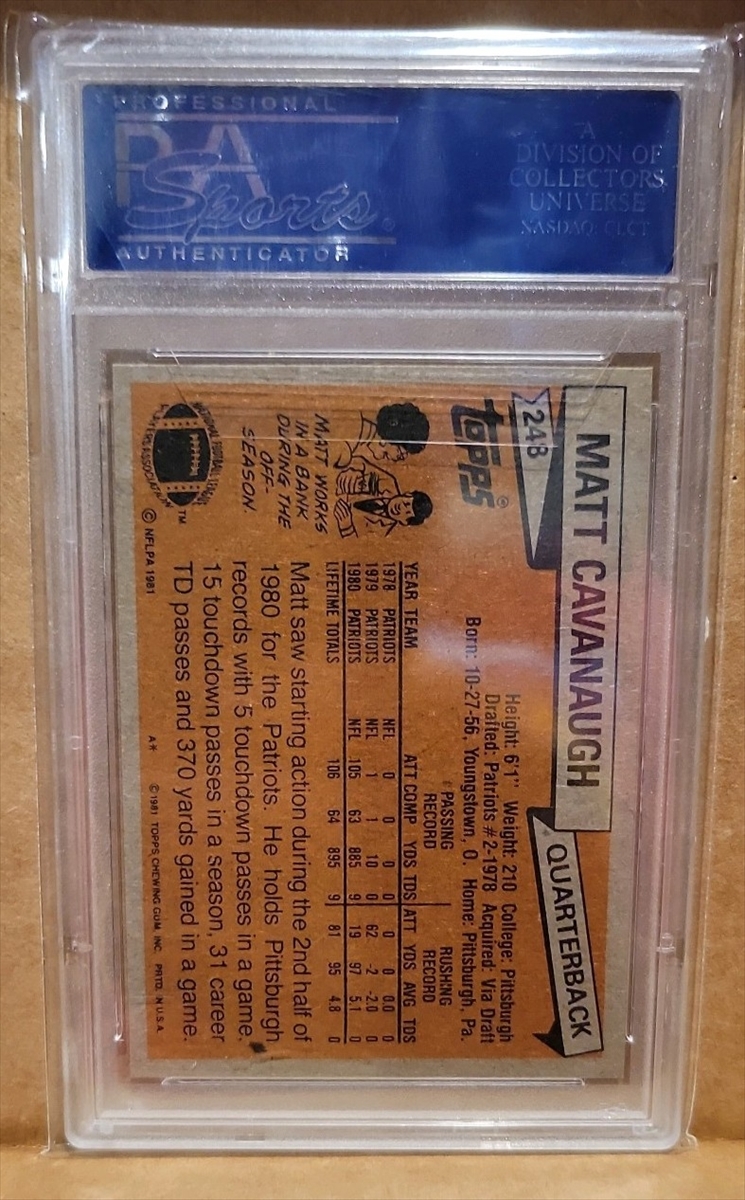 PROFESSIONAL
PSA
Sports®
AUTHENTICATOR
A
DIVISION OF
COLLECTORS
UNIVERSE
NASDAQ: CLCT
MATT CAVANAUGH
QUARTERBACK
248
TOPPS®
Height: 6'1" Weight: 210 College: Pittsburgh
Drafted: Patriots #2-1978 Acquired: Via Draft
Born: 10-27-56, Youngstown, O. Home: Pittsburgh, Pa.
PASSING RECORD RUSHING RECORD
YEAR TEAM ATT COMP YDS TDS ATT YDS AVG TDS
1978 PATRIOTS NFL 0 0 0 0 0 0 0.0 0
1979 PATRIOTS NFL 1 1 10 0 62 -2 -2.0 0
1980 PATRIOTS NFL 105 63 885 9 19 97 5.1 0
LIFETIME TOTALS 106 64 895 9 81 95 4.8 0
MATT WORKS
IN A BANK
DURING THE
OFF-
SEASON.
Matt saw starting action during the 2nd half of
1980 for the Patriots. He holds Pittsburgh
records with 5 touchdown passes in a game,
15 touchdown passes in a season, 31 career
TD passes and 370 yards gained in a game.
NATIONAL FOOTBALL LEAGUE
PLAYERS ASSOCIATION
TM
© NFLPA 1981
A* © 1981 TOPPS CHEWING GUM, INC. PRTD. IN U.S.A.